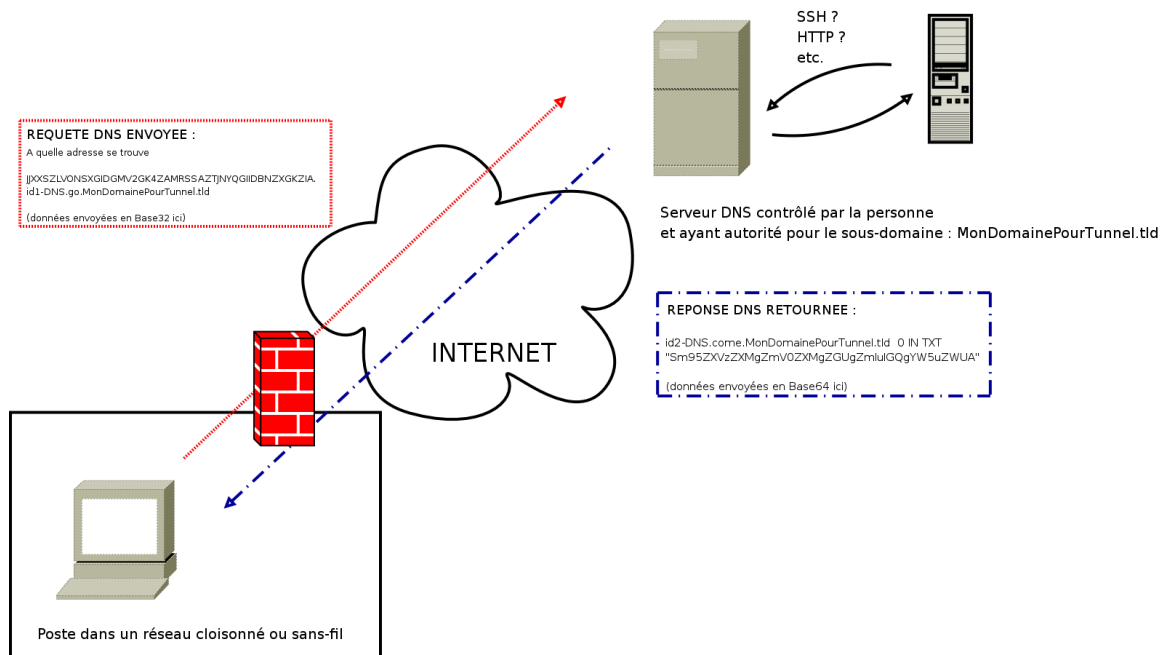 SSH ?
HTTP ?
etc.
REQUETE DNS ENVOYEE :
A quelle adresse se trouve
JJXXSZLVONSXGIDGMV2GK4ZAMRSSAZTJNYQGIIDBNZXGKZIA.
id1-DNS.go.MonDomainePourTunnel.tld
(données envoyées en Base32 ici)
Serveur DNS contrôlé par la personne
et ayant autorité pour le sous-domaine : MonDomainePourTunnel.tld
REPONSE DNS RETOURNEE :
id2-DNS.come.MonDomainePourTunnel.tld 0 IN TXT
"Sm95ZXVzZXMgZmV0ZXMgZGUgZmluIGQgYW5uZWUA"
(données envoyées en Base64 ici)
INTERNET
Poste dans un réseau cloisonné ou sans-fil